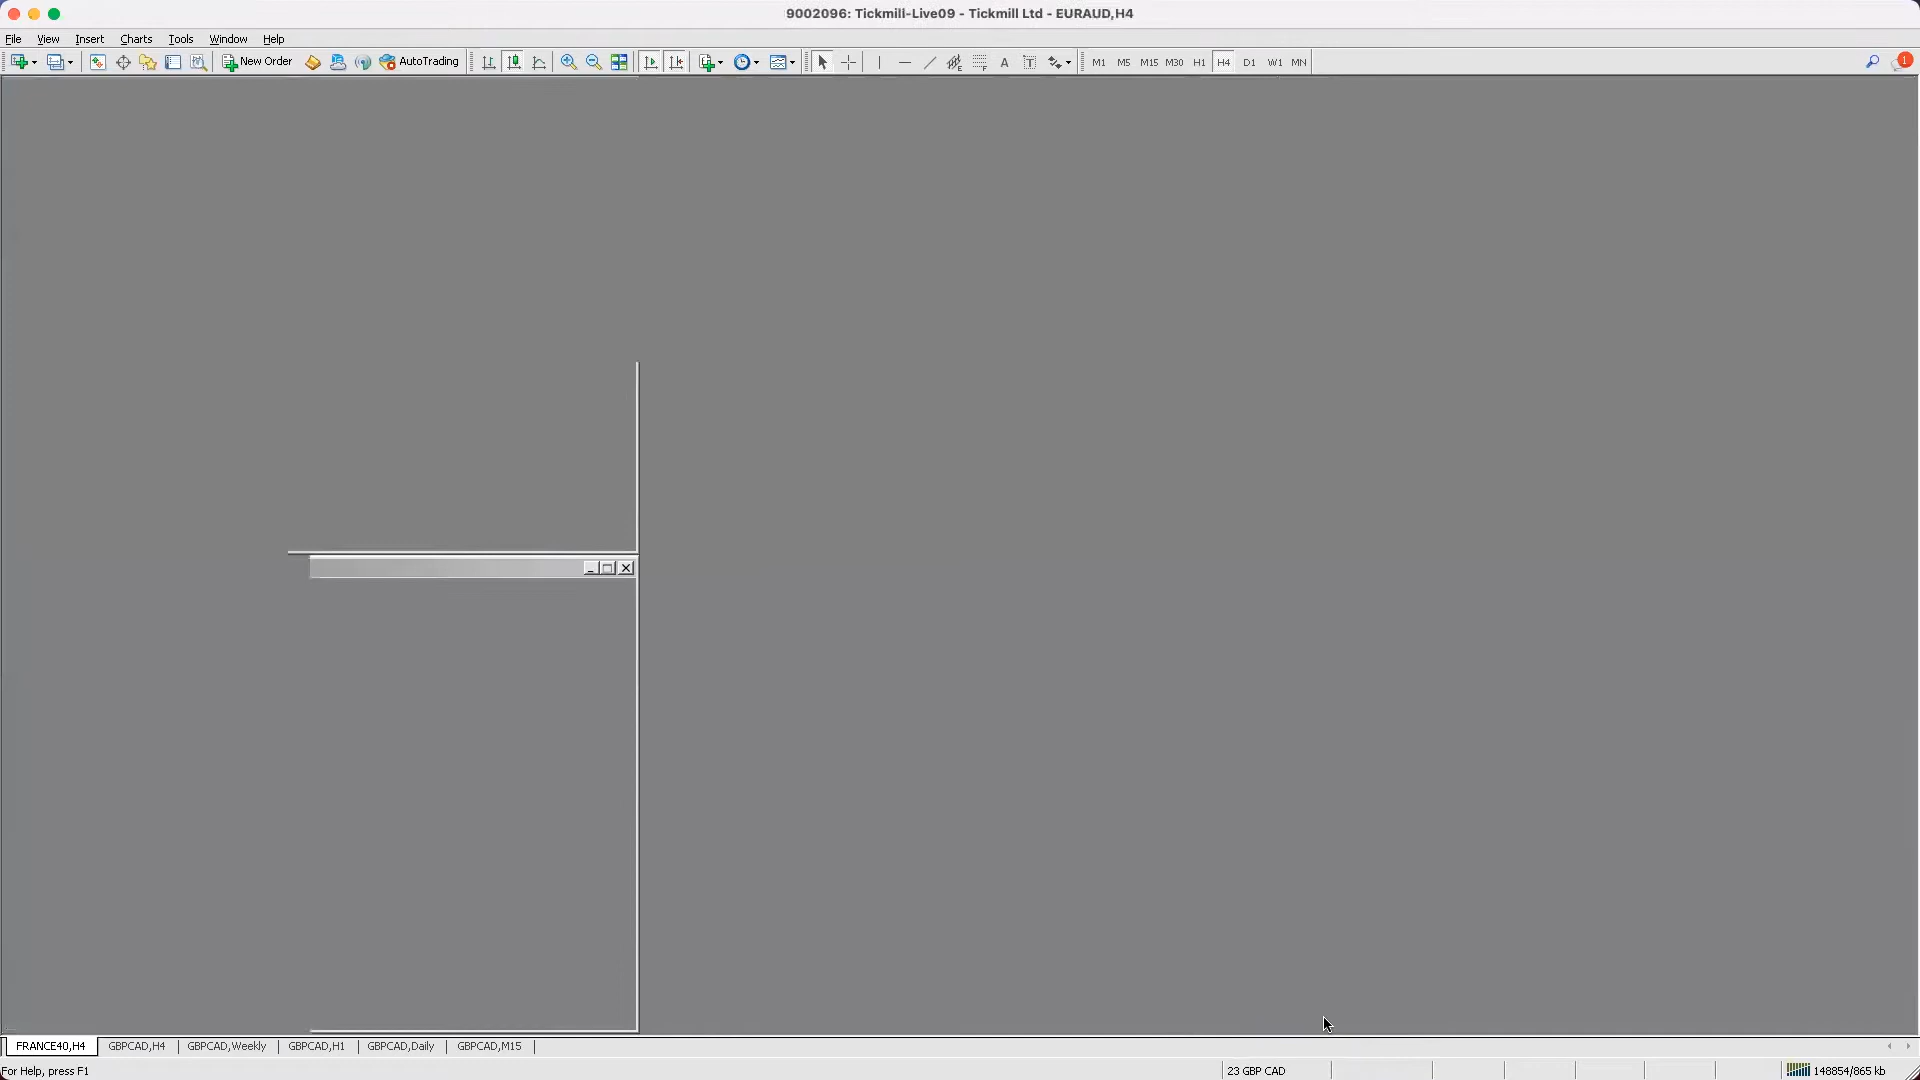 9002096: Tickmill-Live09 - Tickmill Ltd - EURAUD,H4
File View Insert Charts Tools Window Help
New Order AutoTrading A T M1 M5 M15 M30 H1 H4 D1 W1 MN 1
FRANCE40,H4 GBPCAD,H4 GBPCAD,Weekly GBPCAD,H1 GBPCAD,Daily GBPCAD,M15
For Help, press F1 23 GBP CAD 148854/865 kb